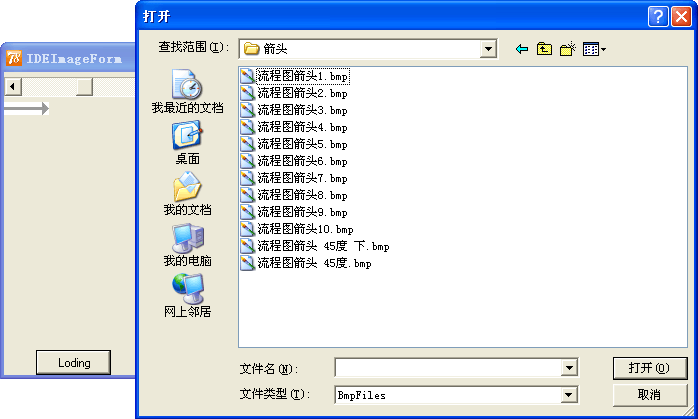 IDEImageForm
Loding
打开
查找范围(I):
箭头
我最近的文档
桌面
我的文档
我的电脑
网上邻居
流程图箭头1.bmp
流程图箭头2.bmp
流程图箭头3.bmp
流程图箭头4.bmp
流程图箭头5.bmp
流程图箭头6.bmp
流程图箭头7.bmp
流程图箭头8.bmp
流程图箭头9.bmp
流程图箭头10.bmp
流程图箭头 45度 下.bmp
流程图箭头 45度.bmp
文件名(N):
打开(O)
文件类型(T):
BmpFiles
取消